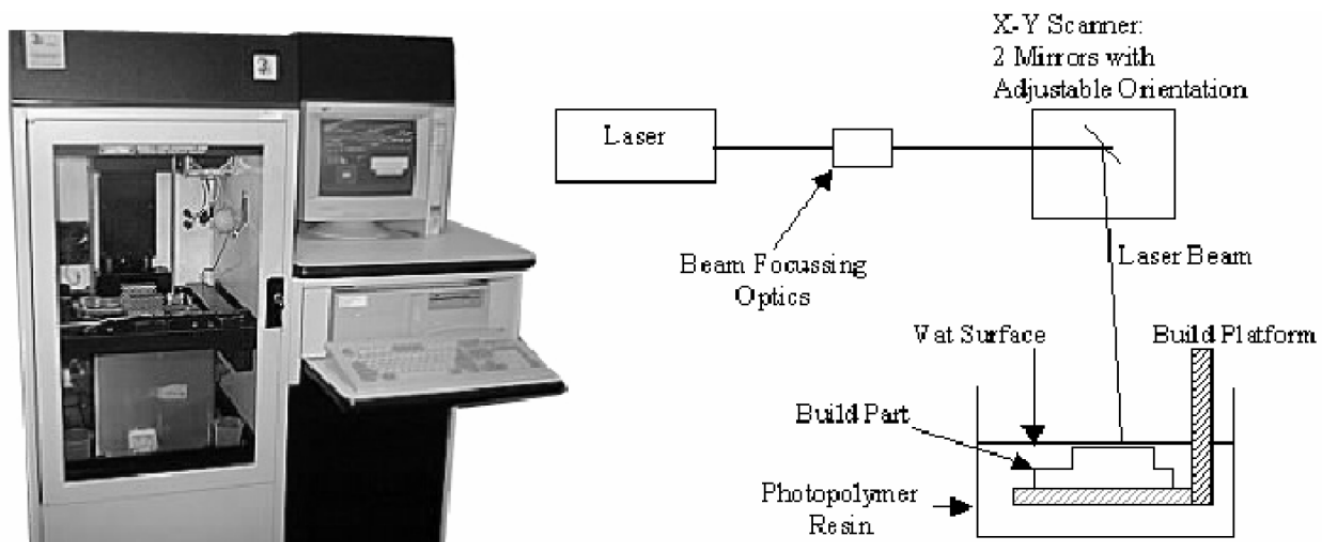 X-Y Scanner:
2 Mirrors with
Adjustable Orientation
Laser
Beam Focussing
Optics
Laser Beam
Vat Surface
Build Platform
Build Part
Photopolymer
Resin